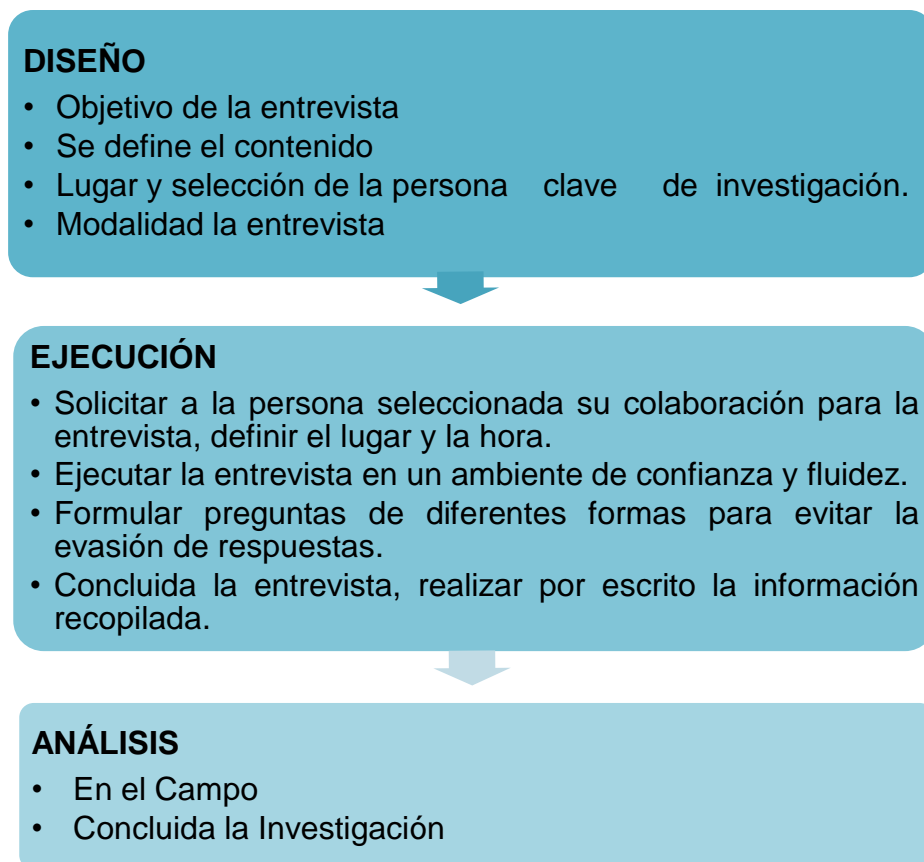 DISEÑO
• Objetivo de la entrevista
• Se define el contenido
• Lugar y selección de la persona clave de investigación.
• Modalidad la entrevista
EJECUCIÓN
• Solicitar a la persona seleccionada su colaboración para la
entrevista, definir el lugar y la hora.
• Ejecutar la entrevista en un ambiente de confianza y fluidez.
• Formular preguntas de diferentes formas para evitar la
evasión de respuestas.
• Concluida la entrevista, realizar por escrito la información
recopilada.
ANÁLISIS
• En el Campo
• Concluida la Investigación